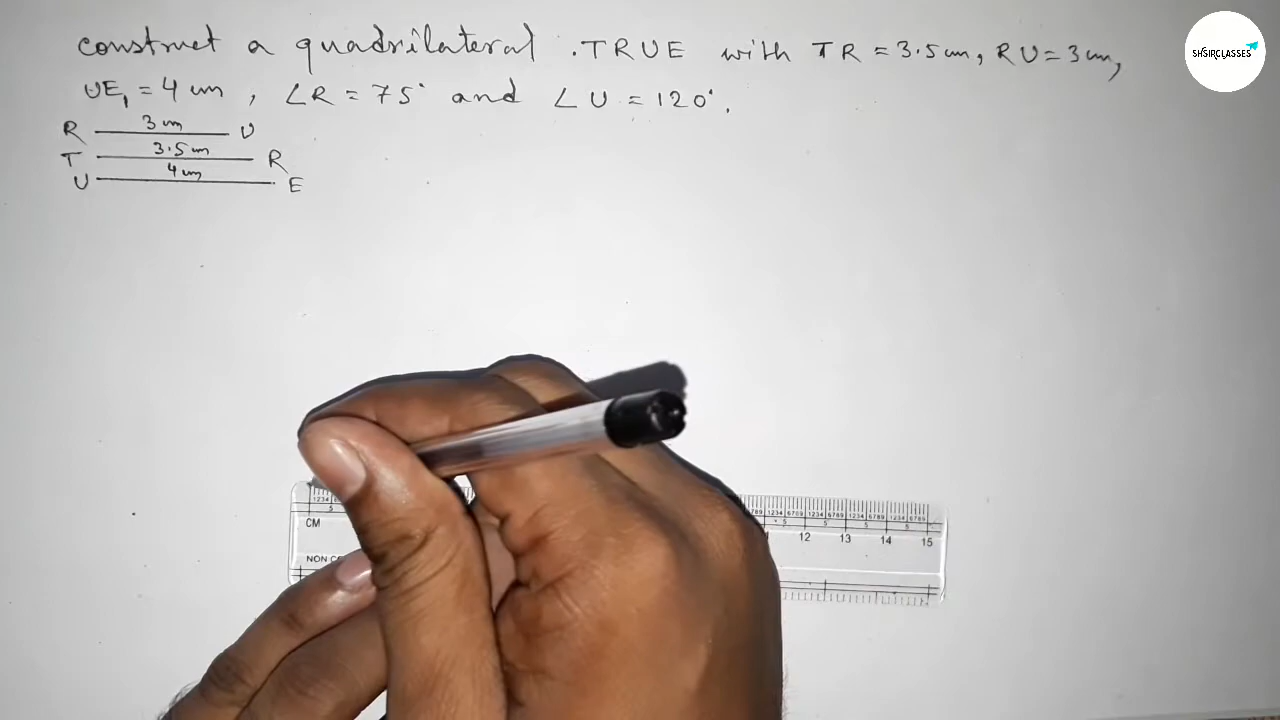 construct a quadrilateral .TRUE with TR = 3.5 cm, RU = 3 cm,
UE, = 4 cm, ∠R = 75° and ∠U = 120°.
R 3 cm U
T 3.5 cm R
U 4 cm E
SHSIRCLASSES
CM
NON
12 13 14 15